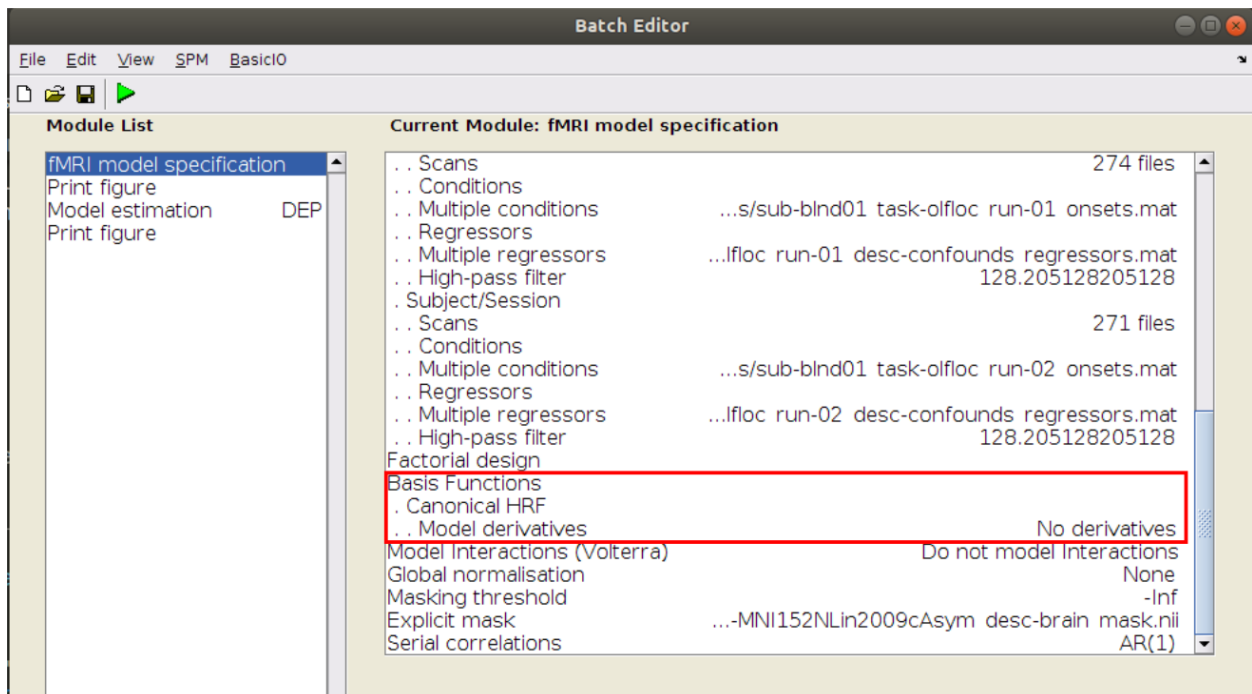 Batch Editor
File Edit View SPM BasicIO
Module List
fMRI model specification
Print figure
Model estimation DEP
Print figure
Current Module: fMRI model specification
. . Scans 274 files
. . Conditions
. . Multiple conditions ...s/sub-blnd01 task-olfloc run-01 onsets.mat
. . Regressors
. . Multiple regressors ...lfloc run-01 desc-confounds regressors.mat
. . High-pass filter 128.205128205128
. Subject/Session
. . Scans 271 files
. . Conditions
. . Multiple conditions ...s/sub-blnd01 task-olfloc run-02 onsets.mat
. . Regressors
. . Multiple regressors ...lfloc run-02 desc-confounds regressors.mat
. . High-pass filter 128.205128205128
Factorial design
Basis Functions
. Canonical HRF
. . Model derivatives No derivatives
Model Interactions (Volterra) Do not model Interactions
Global normalisation None
Masking threshold -Inf
Explicit mask ...-MNI152NLin2009cAsym desc-brain mask.nii
Serial correlations AR(1)